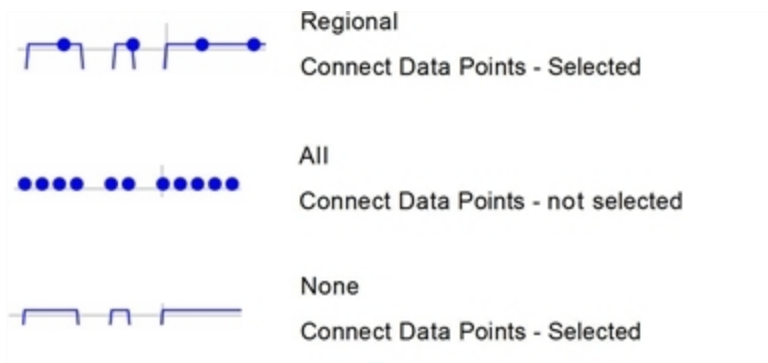 Regional
Connect Data Points - Selected
All
Connect Data Points - not selected
None
Connect Data Points - Selected